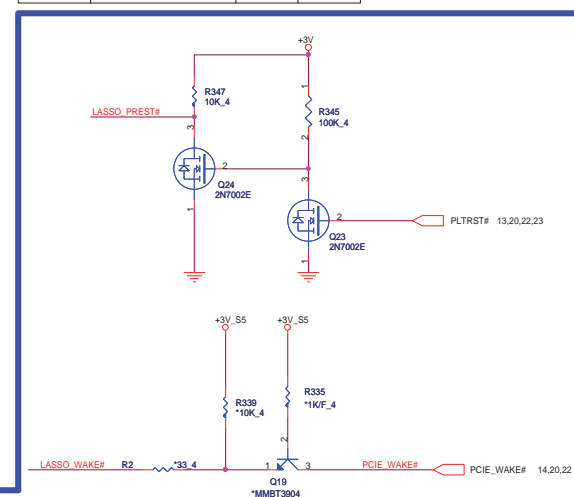 +3V
R347
10K_4
LASSO_PREST#
1
R345
100K_4
3
2
2
3
Q24
2N7002E
1
2
PLTRST# 13,20,22,23
Q23
2N7002E
1
+3V_S5
+3V_S5
R339
*10K_4
R335
*1K/F_4
2
LASSO_WAKE#
R2
*33_4
1
3
PCIE_WAKE#
PCIE_WAKE# 14,20,22
Q19
*MMBT3904